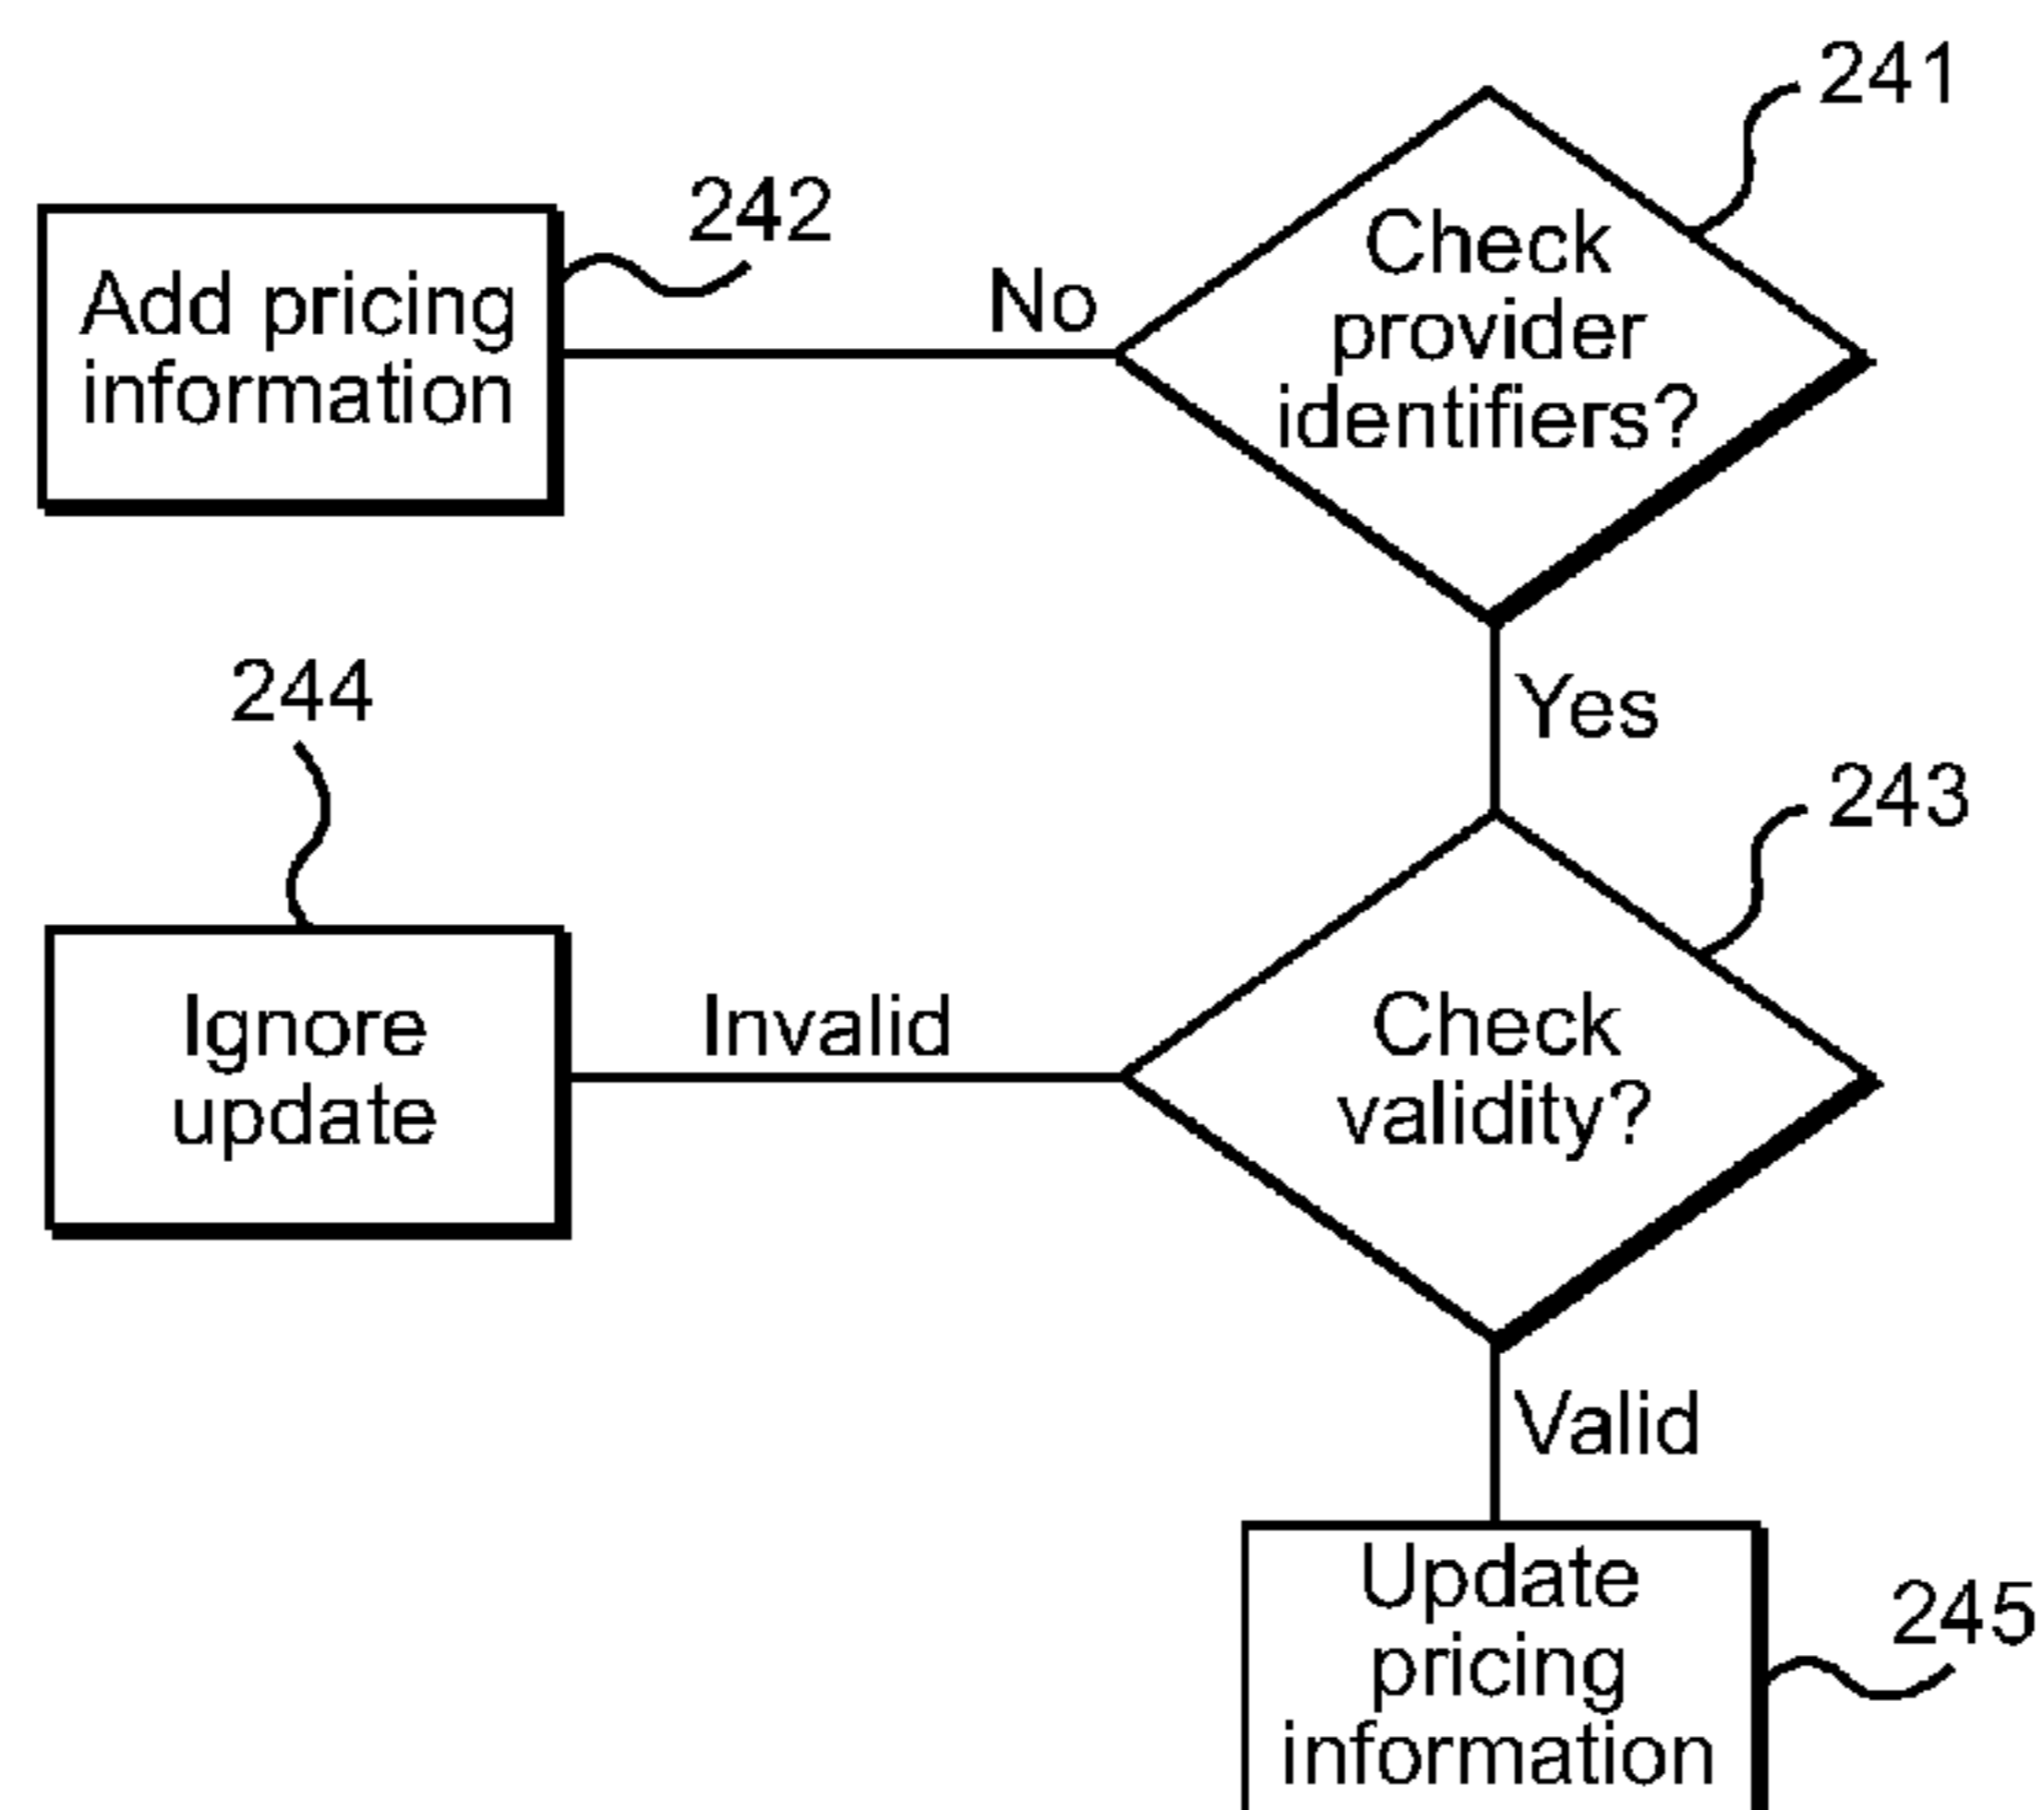 241
Check
provider
identifiers?
242
Add pricing
information
No
Yes
244
243
Ignore
update
Invalid
Check
validity?
Valid
Update
pricing
information
245